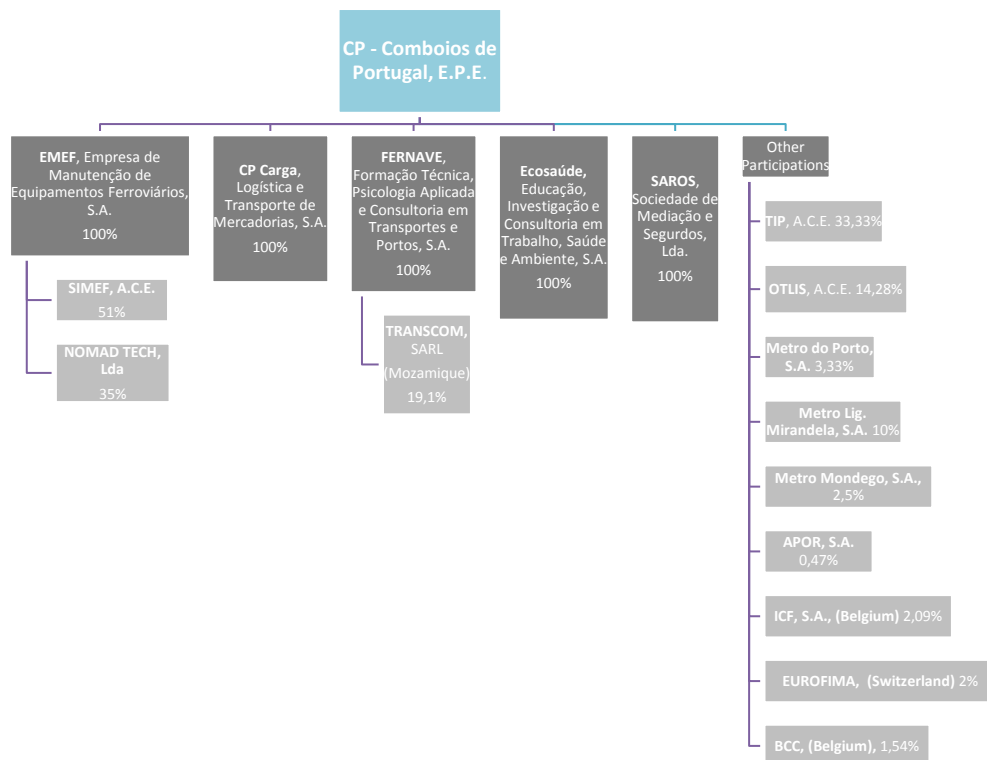 CP - Comboios de
Portugal, E.P.E.
EMEF, Empresa de
Manutenção de
Equipamentos Ferroviários,
S.A.
100%
SIMEF, A.C.E.
51%
NOMAD TECH,
Lda
35%
CP Carga,
Logística e
Transporte de
Mercadorias, S.A.
100%
FERNAVE,
Formação Técnica,
Psicologia Aplicada
e Consultoria em
Transportes e
Portos, S.A.
100%
TRANSCOM,
SARL
(Mozamique)
19,1%
Ecosaúde,
Educação,
Investigação e
Consultoria em
Trabalho, Saúde
e Ambiente, S.A.
100%
SAROS,
Sociedade de
Mediação e
Segurdos,
Lda.
100%
Other
Participations
TIP, A.C.E. 33,33%
OTLIS, A.C.E. 14,28%
Metro do Porto,
S.A. 3,33%
Metro Lig.
Mirandela, S.A. 10%
Metro Mondego, S.A.,
2,5%
APOR, S.A.
0,47%
ICF, S.A., (Belgium) 2,09%
EUROFIMA, (Switzerland) 2%
BCC, (Belgium), 1,54%